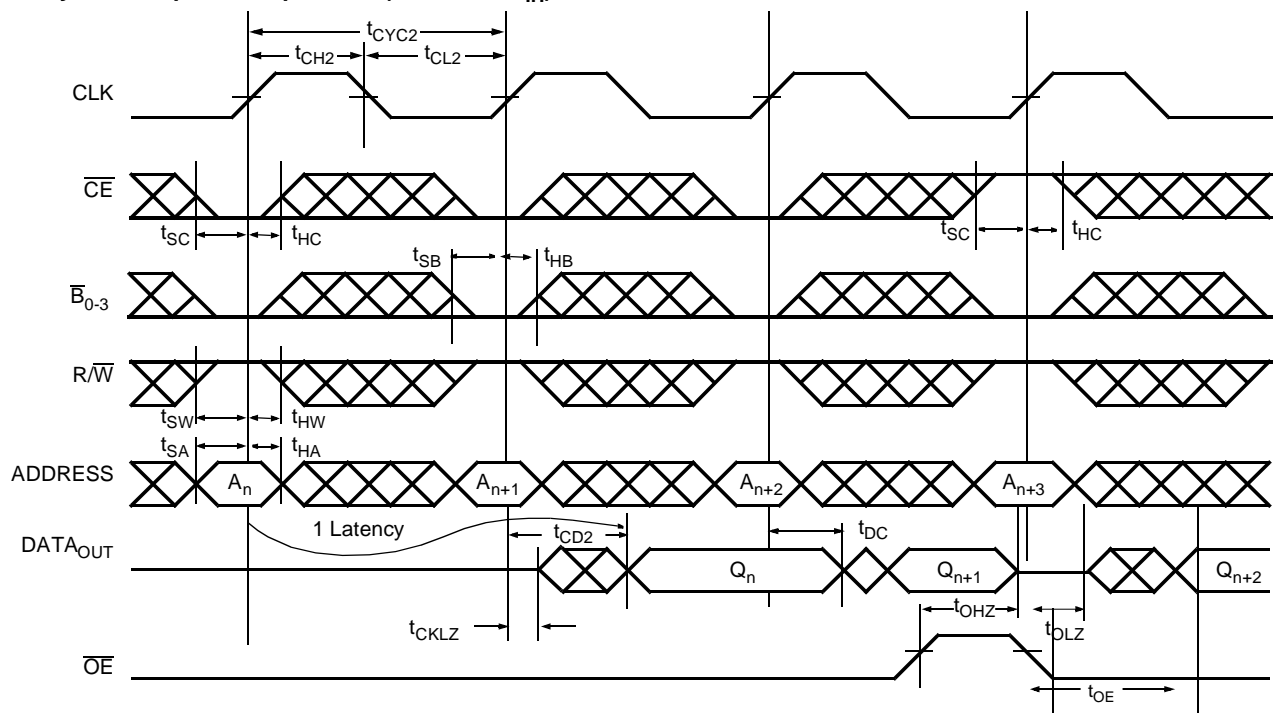 tCYC2
tCH2 tCL2
CLK
CE
tSC tHC tSC tHC
tSB tHB
B0-3
R/W
tSW tHW
tSA tHA
ADDRESS An An+1 An+2 An+3
1 Latency tCD2 tDC
DATAOUT Qn Qn+1 Qn+2
tOHZ
tCKLZ tOLZ
OE
tOE